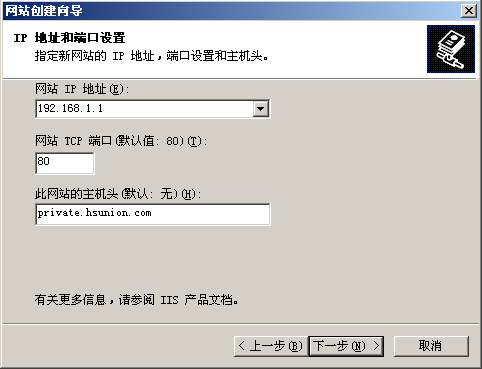 网站创建向导
IP 地址和端口设置
指定新网站的 IP 地址，端口设置和主机头。
网站 IP 地址(E):
192.168.1.1
网站 TCP 端口(默认值: 80)(T):
80
此网站的主机头(默认: 无)(H):
private.hsunion.com
有关更多信息，请参阅 IIS 产品文档。
< 上一步(B) 下一步(N) > 取消